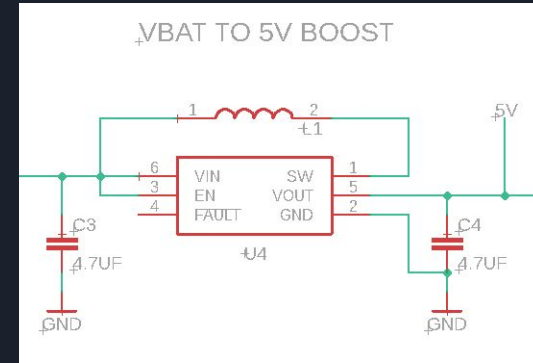 VBAT TO 5V BOOST
1 2
L1
5V
6 VIN SW 1
3 EN VOUT 5
4 FAULT GND 2
C3 C4
U4
4.7UF 4.7UF
GND GND